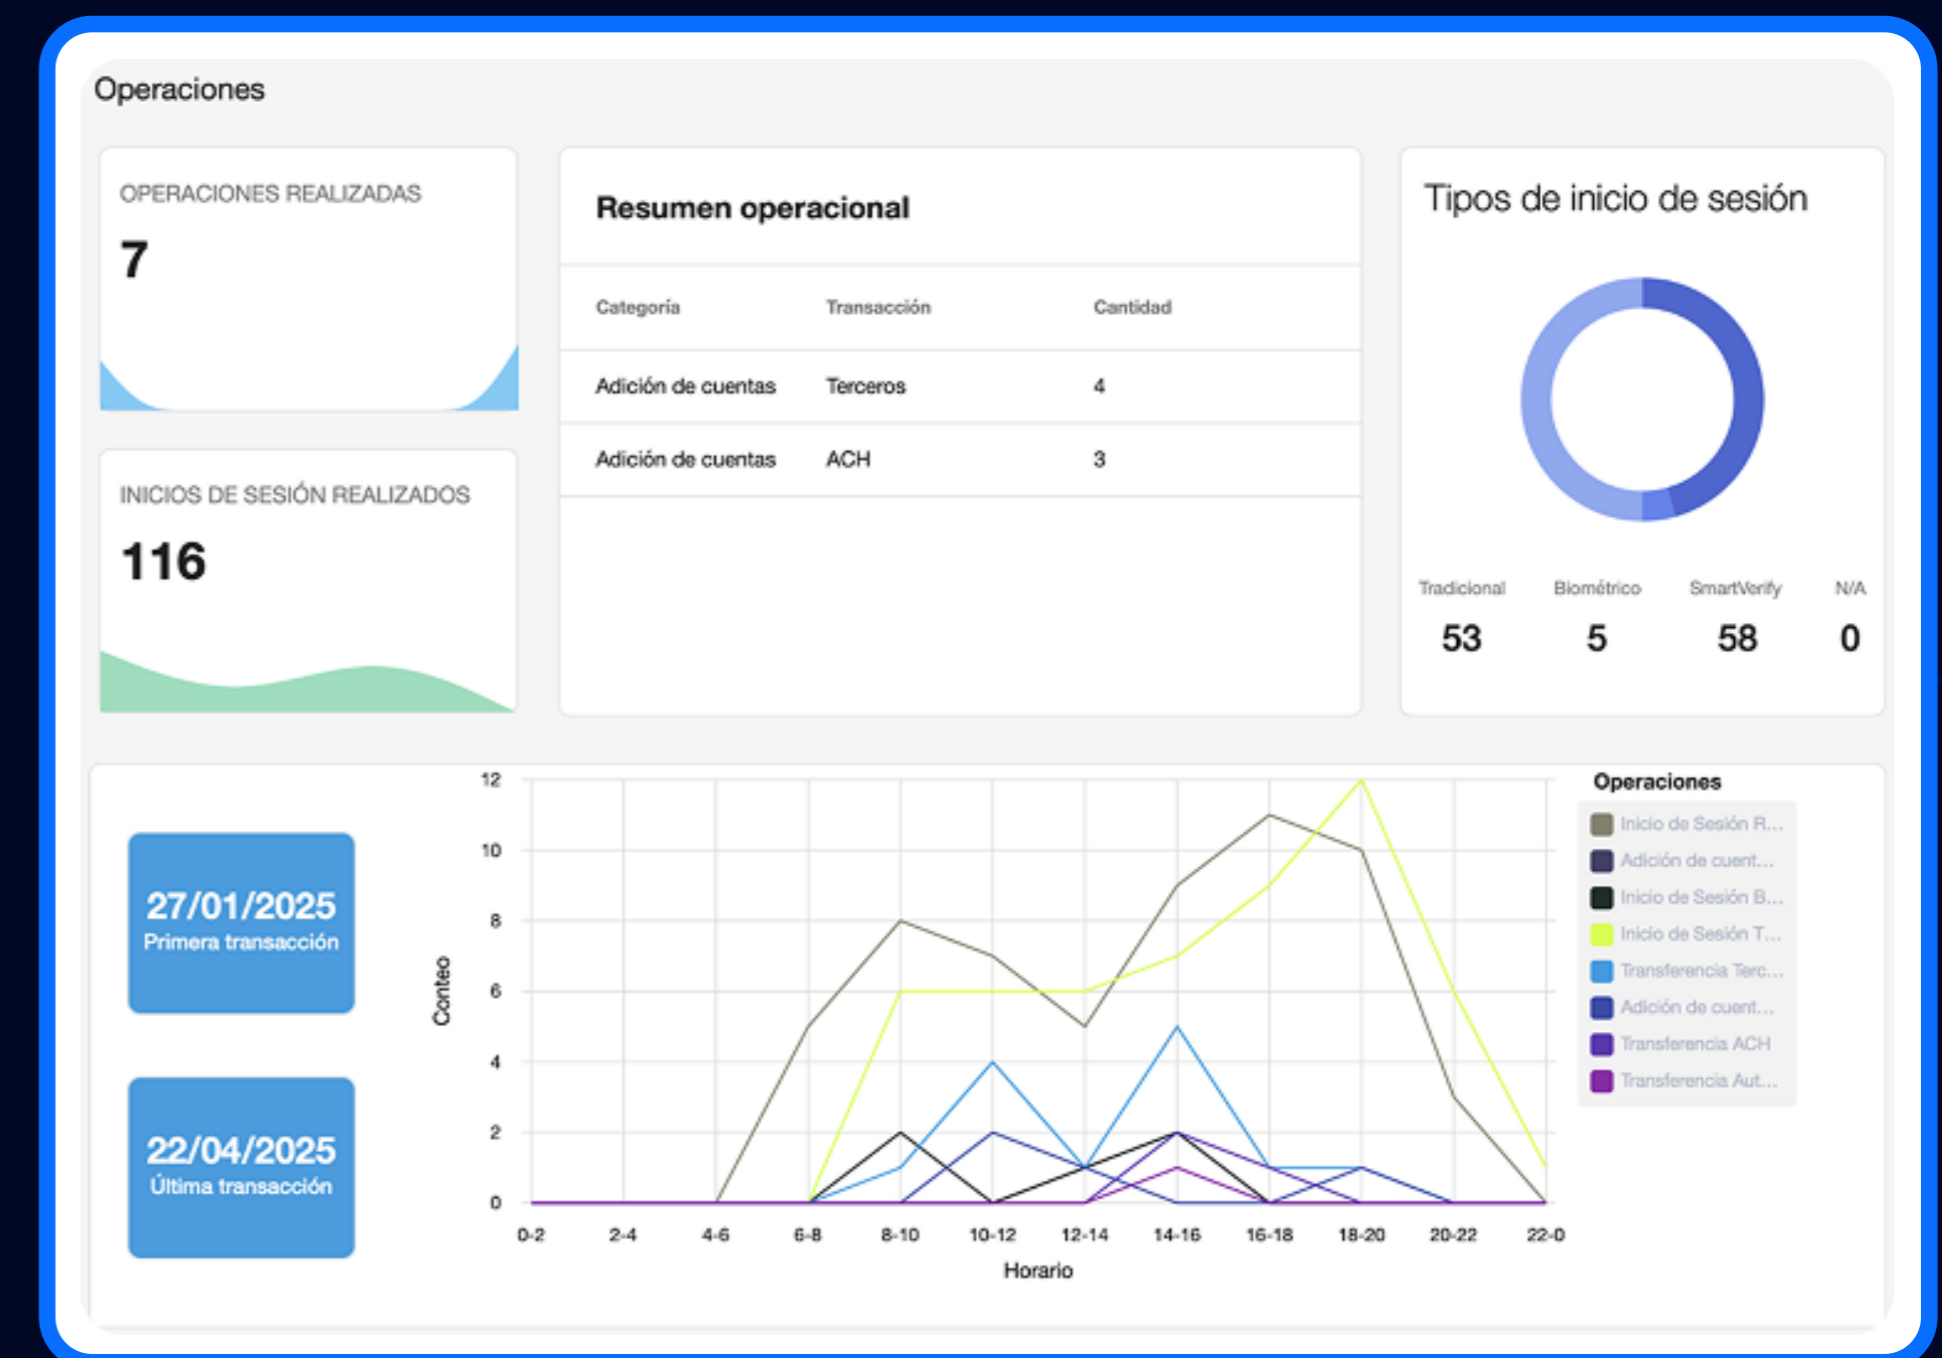 Operaciones
OPERACIONES REALIZADAS
7
INICIOS DE SESIÓN REALIZADOS
116
Resumen operacional
Categoría Transacción Cantidad
Adición de cuentas Terceros 4
Adición de cuentas ACH 3
Tipos de inicio de sesión
Tradicional Biométrico SmartVerify N/A
53 5 58 0
27/01/2025
Primera transacción
22/04/2025
Última transacción
Conteo
12
10
8
6
4
2
0
0-2 2-4 4-6 6-8 8-10 10-12 12-14 14-16 16-18 18-20 20-22 22-0
Horario
Operaciones
Inicio de Sesión R...
Adición de cuent...
Inicio de Sesión B...
Inicio de Sesión T...
Transferencia Terc...
Adición de cuent...
Transferencia ACH
Transferencia Aut...